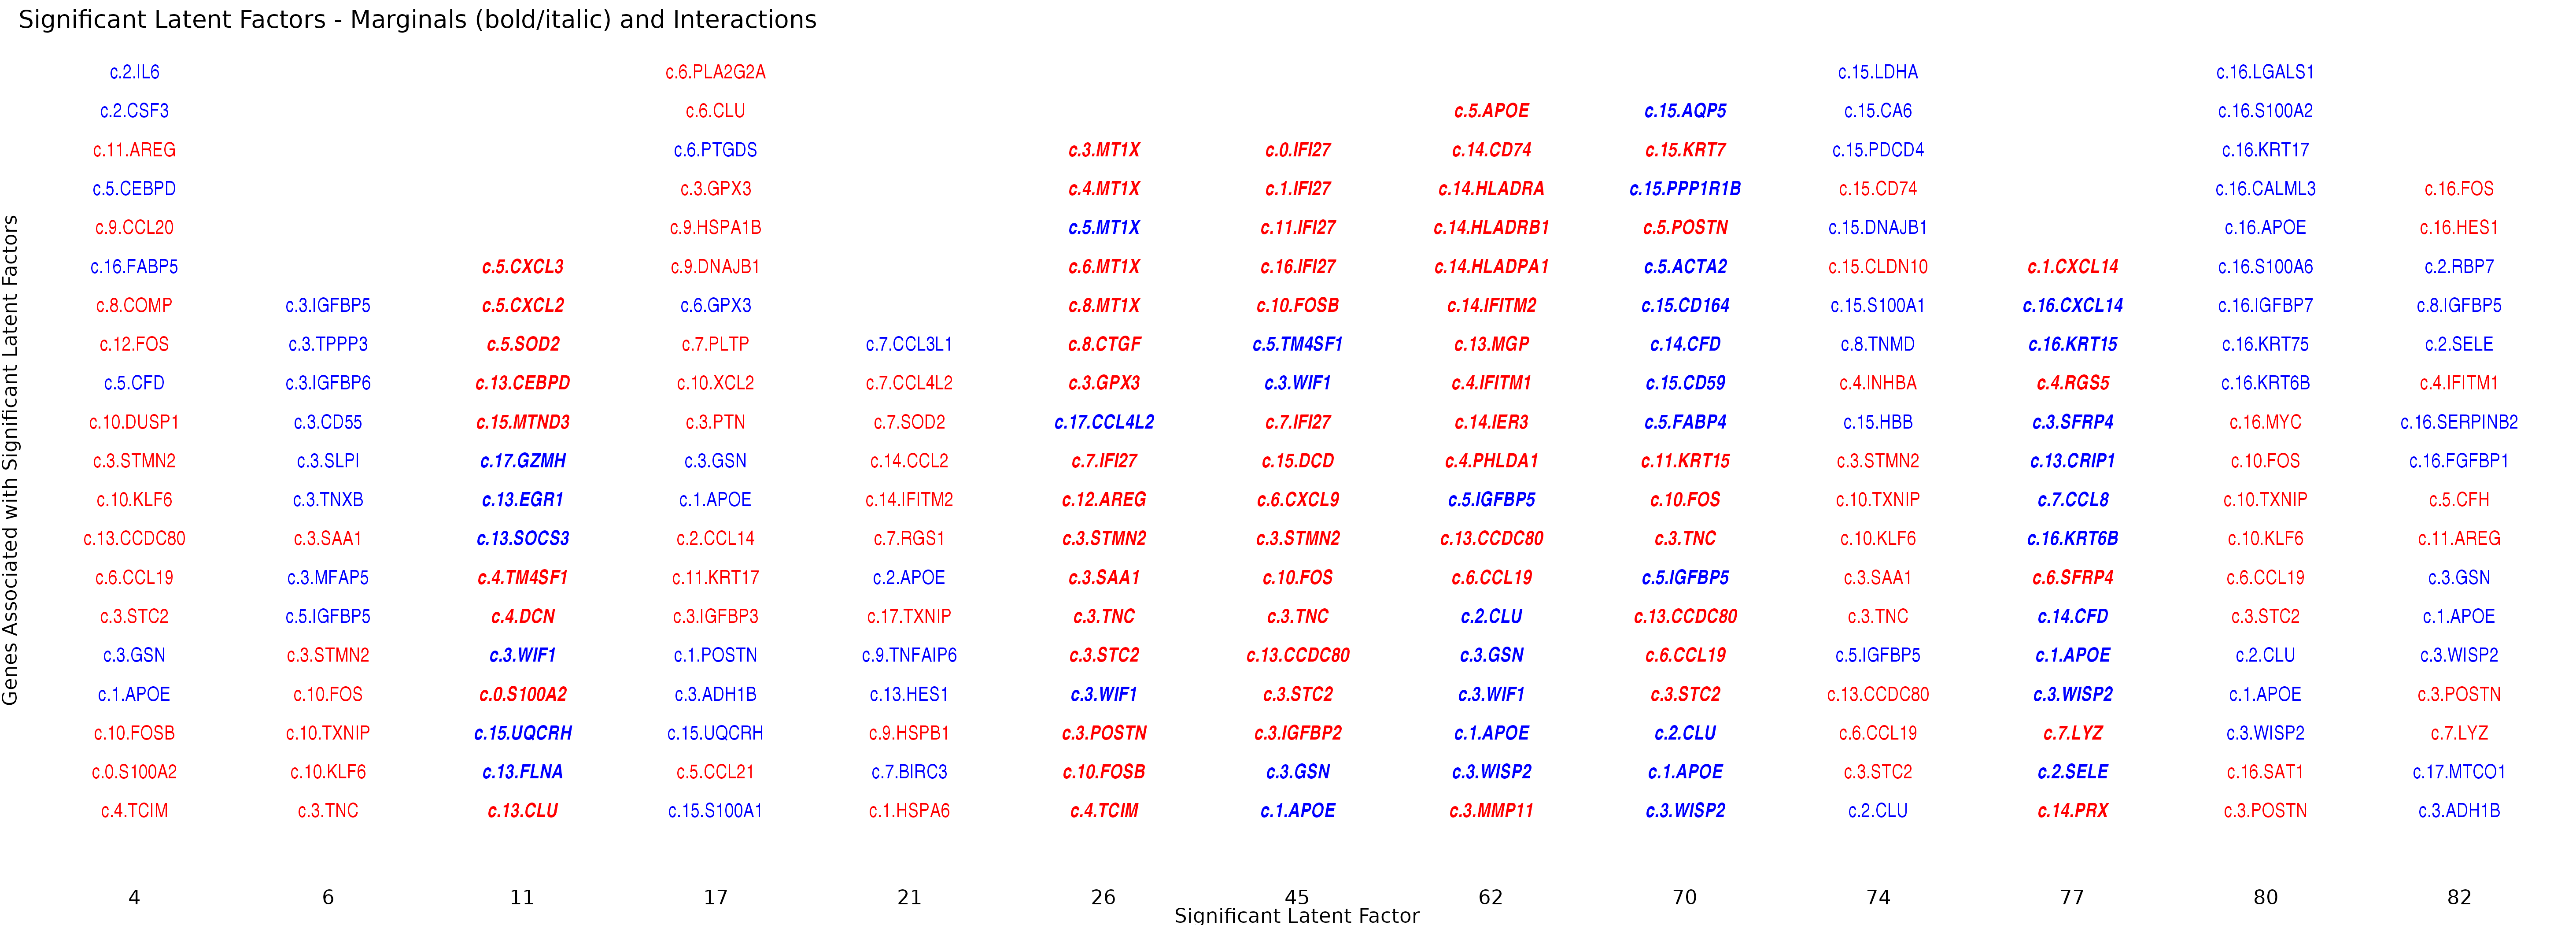 Significant Latent Factors - Marginals (bold/italic) and Interactions
c.2.IL6 c.6.PLA2G2A c.15.LDHA c.16.LGALS1
c.2.CSF3 c.6.CLU c.5.APOE c.15.AQP5 c.15.CA6 c.16.S100A2
c.11.AREG c.6.PTGDS c.3.MT1X c.0.IFI27 c.14.CD74 c.15.KRT7 c.15.PDCD4 c.16.KRT17
c.5.CEBPD c.3.GPX3 c.4.MT1X c.1.IFI27 c.14.HLADRA c.15.PPP1R1B c.15.CD74 c.16.CALML3 c.16.FOS
c.9.CCL20 c.9.HSPA1B c.5.MT1X c.11.IFI27 c.14.HLADRB1 c.5.POSTN c.15.DNAJB1 c.16.APOE c.16.HES1
c.16.FABP5 c.5.CXCL3 c.9.DNAJB1 c.6.MT1X c.16.IFI27 c.14.HLADPA1 c.5.ACTA2 c.15.CLDN10 c.1.CXCL14 c.16.S100A6 c.2.RBP7
c.8.COMP c.3.IGFBP5 c.5.CXCL2 c.6.GPX3 c.8.MT1X c.10.FOSB c.14.IFITM2 c.15.CD164 c.15.S100A1 c.16.CXCL14 c.16.IGFBP7 c.8.IGFBP5
c.12.FOS c.3.TPPP3 c.5.SOD2 c.7.PLTP c.7.CCL3L1 c.8.CTGF c.5.TM4SF1 c.13.MGP c.14.CFD c.8.TNMD c.16.KRT15 c.16.KRT75 c.2.SELE
c.5.CFD c.3.IGFBP6 c.13.CEBPD c.10.XCL2 c.7.CCL4L2 c.3.GPX3 c.3.WIF1 c.4.IFITM1 c.15.CD59 c.4.INHBA c.4.RGS5 c.16.KRT6B c.4.IFITM1
c.10.DUSP1 c.3.CD55 c.15.MTND3 c.3.PTN c.7.SOD2 c.17.CCL4L2 c.7.IFI27 c.14.IER3 c.5.FABP4 c.15.HBB c.3.SFRP4 c.16.MYC c.16.SERPINB2
c.3.STMN2 c.3.SLPI c.17.GZMH c.3.GSN c.14.CCL2 c.7.IFI27 c.15.DCD c.4.PHLDA1 c.11.KRT15 c.3.STMN2 c.13.CRIP1 c.10.FOS c.16.FGFBP1
c.10.KLF6 c.3.TNXB c.13.EGR1 c.1.APOE c.14.IFITM2 c.12.AREG c.6.CXCL9 c.5.IGFBP5 c.10.FOS c.10.TXNIP c.7.CCL8 c.10.TXNIP c.5.CFH
c.13.CCDC80 c.3.SAA1 c.13.SOCS3 c.2.CCL14 c.7.RGS1 c.3.STMN2 c.3.STMN2 c.13.CCDC80 c.3.TNC c.10.KLF6 c.16.KRT6B c.10.KLF6 c.11.AREG
c.6.CCL19 c.3.MFAP5 c.4.TM4SF1 c.11.KRT17 c.2.APOE c.3.SAA1 c.10.FOS c.6.CCL19 c.5.IGFBP5 c.3.SAA1 c.6.SFRP4 c.6.CCL19 c.3.GSN
c.3.STC2 c.5.IGFBP5 c.4.DCN c.3.IGFBP3 c.17.TXNIP c.3.TNC c.3.TNC c.2.CLU c.13.CCDC80 c.3.TNC c.14.CFD c.3.STC2 c.1.APOE
c.3.GSN c.3.STMN2 c.3.WIF1 c.1.POSTN c.9.TNFAIP6 c.3.STC2 c.13.CCDC80 c.3.GSN c.6.CCL19 c.5.IGFBP5 c.1.APOE c.2.CLU c.3.WISP2
c.1.APOE c.10.FOS c.0.S100A2 c.3.ADH1B c.13.HES1 c.3.WIF1 c.3.STC2 c.3.WIF1 c.3.STC2 c.13.CCDC80 c.3.WISP2 c.1.APOE c.3.POSTN
c.10.FOSB c.10.TXNIP c.15.UQCRH c.15.UQCRH c.9.HSPB1 c.3.POSTN c.3.IGFBP2 c.1.APOE c.2.CLU c.6.CCL19 c.7.LYZ c.3.WISP2 c.7.LYZ
c.0.S100A2 c.10.KLF6 c.13.FLNA c.5.CCL21 c.7.BIRC3 c.10.FOSB c.3.GSN c.3.WISP2 c.1.APOE c.3.STC2 c.2.SELE c.16.SAT1 c.17.MTCO1
c.4.TCIM c.3.TNC c.13.CLU c.15.S100A1 c.1.HSPA6 c.4.TCIM c.1.APOE c.3.MMP11 c.3.WISP2 c.2.CLU c.14.PRX c.3.POSTN c.3.ADH1B
4 6 11 17 21 26 45 62 70 74 77 80 82
Significant Latent Factor
Genes Associated with Significant Latent Factors